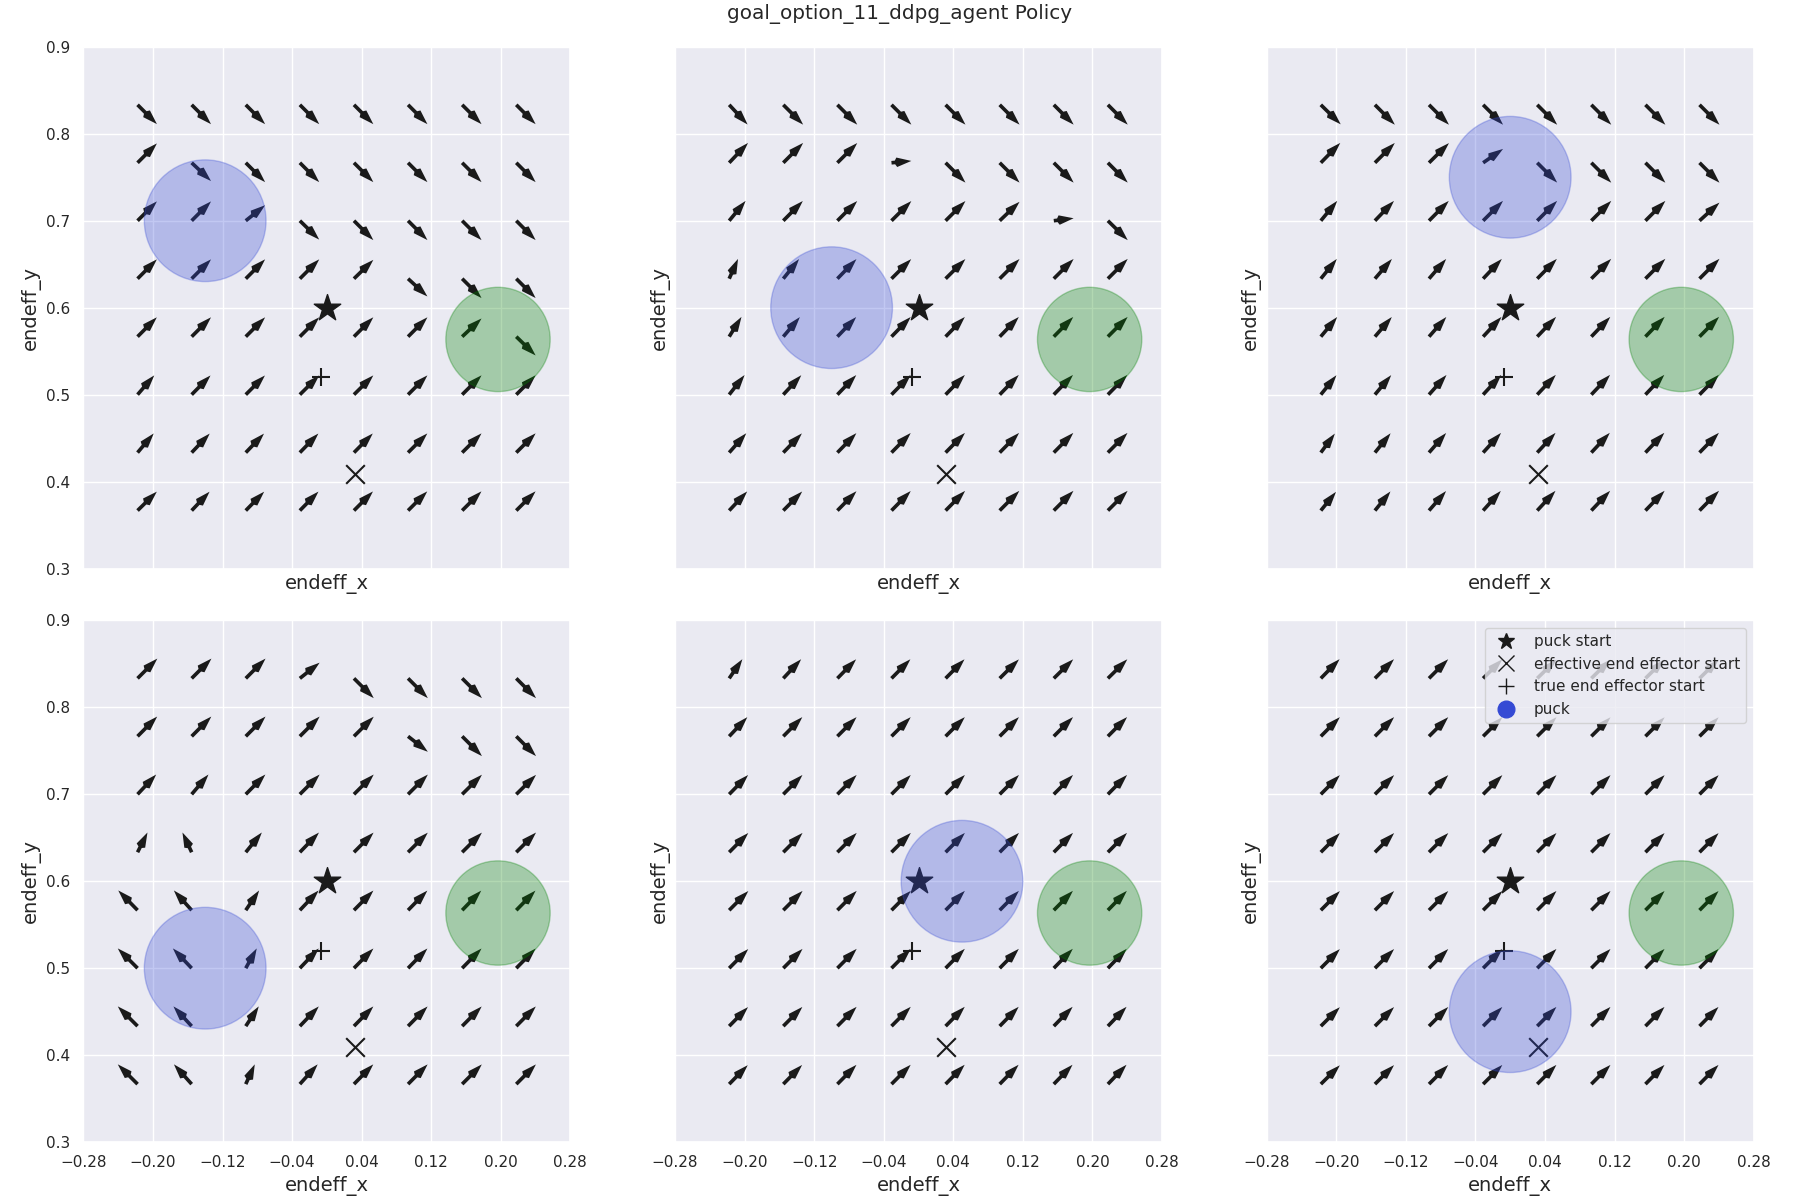 goal_option_11_ddpg_agent Policy
0.9
0.8
0.7
0.6
0.5
0.4
0.3
endeff_y
endeff_x
endeff_y
endeff_x
endeff_y
endeff_x
0.9
0.8
0.7
0.6
0.5
0.4
0.3
endeff_y
−0.28 −0.20 −0.12 −0.04 0.04 0.12 0.20 0.28
endeff_x
endeff_y
−0.28 −0.20 −0.12 −0.04 0.04 0.12 0.20 0.28
endeff_x
puck start
effective end effector start
true end effector start
puck
endeff_y
−0.28 −0.20 −0.12 −0.04 0.04 0.12 0.20 0.28
endeff_x